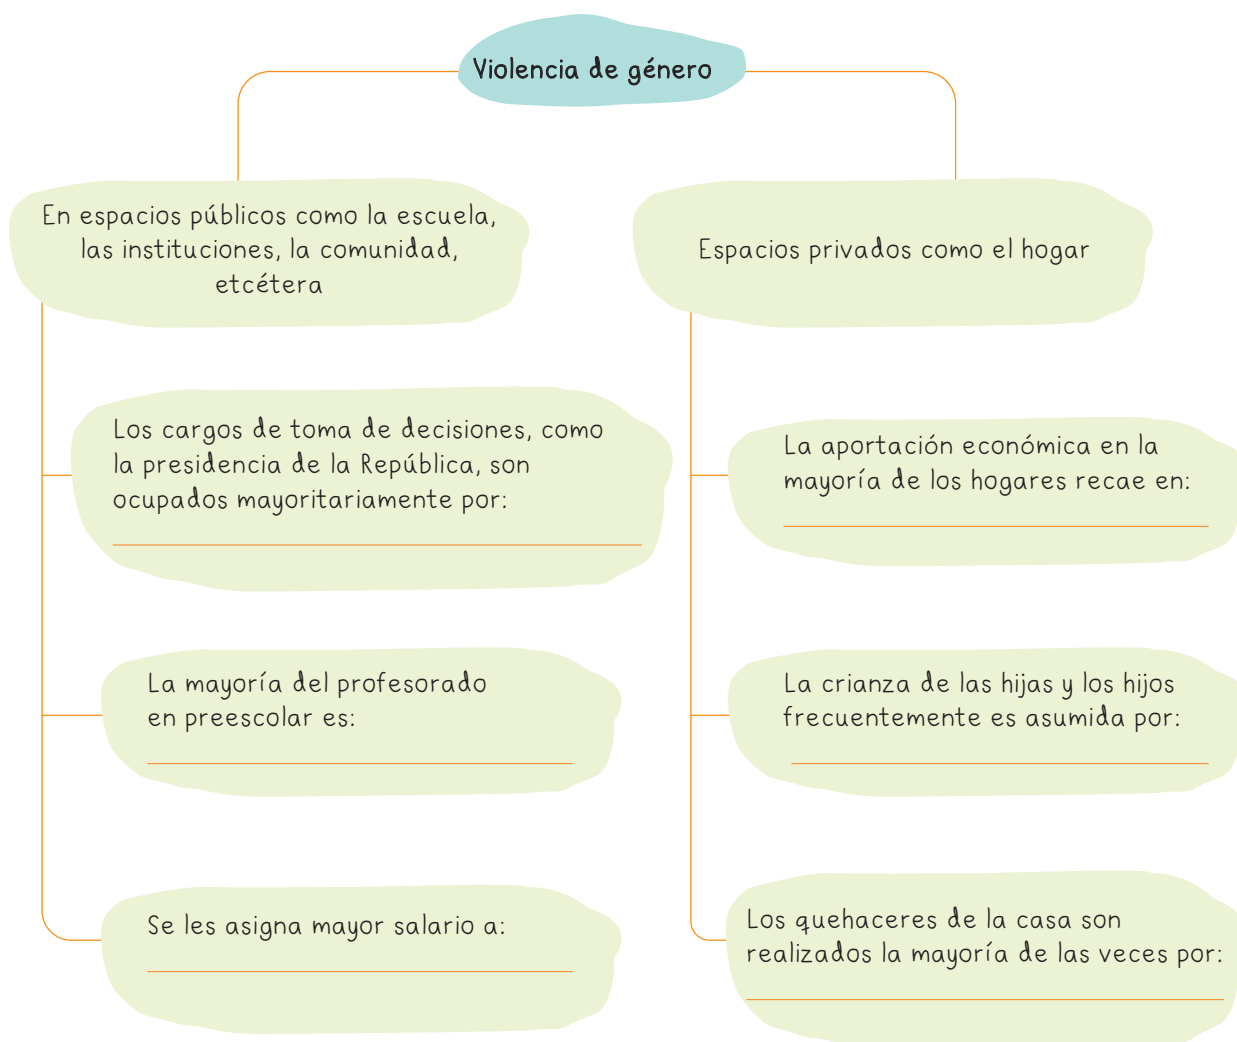 Violencia de género
En espacios públicos como la escuela,
las instituciones, la comunidad,
etcétera
Los cargos de toma de decisiones, como
la presidencia de la República, son
ocupados mayoritariamente por:
La mayoría del profesorado
en preescolar es:
Se les asigna mayor salario a:
Espacios privados como el hogar
La aportación económica en la
mayoría de los hogares recae en:
La crianza de las hijas y los hijos
frecuentemente es asumida por:
Los quehaceres de la casa son
realizados la mayoría de las veces por: